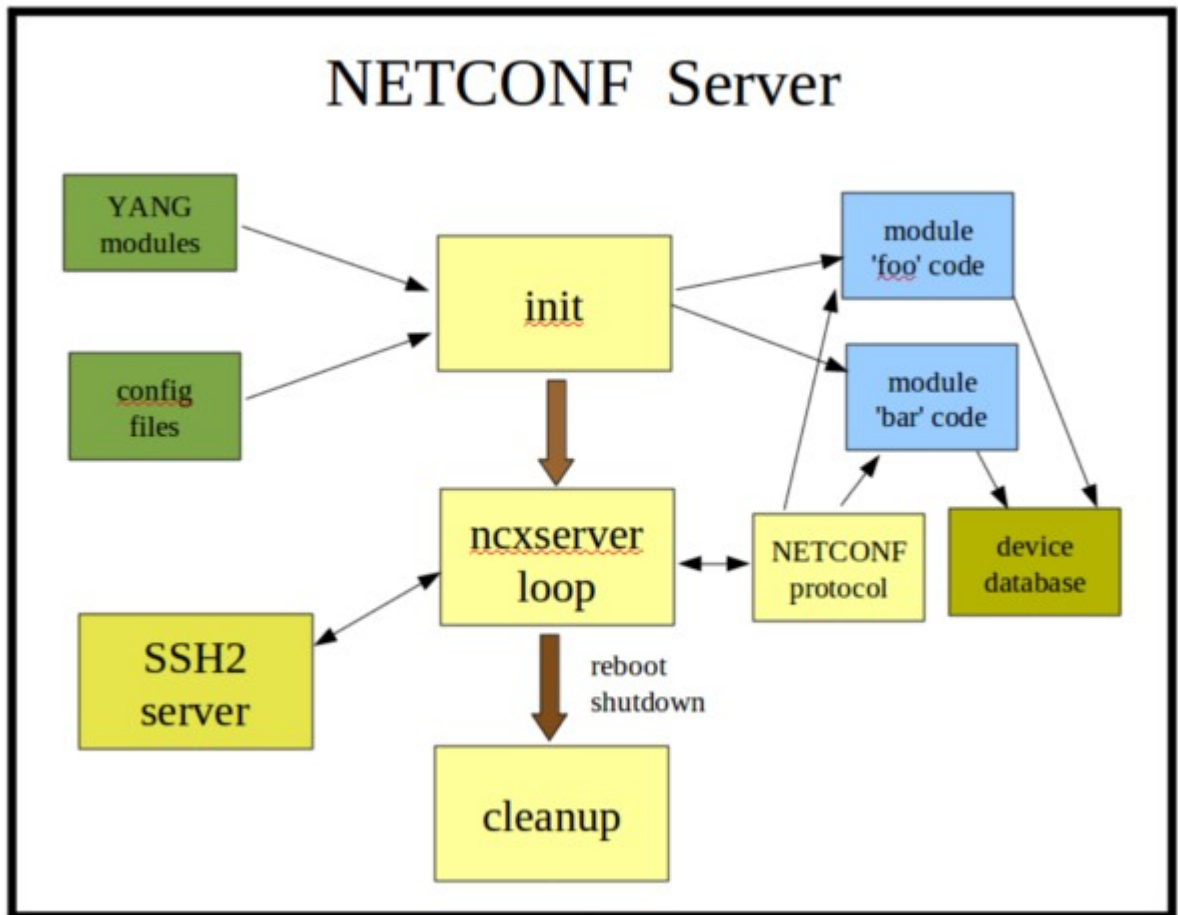 NETCONF Server
YANG
modules
config
files
init
module
'foo' code
module
'bar' code
ncxserver
loop
NETCONF
protocol
device
database
SSH2
server
reboot
shutdown
cleanup